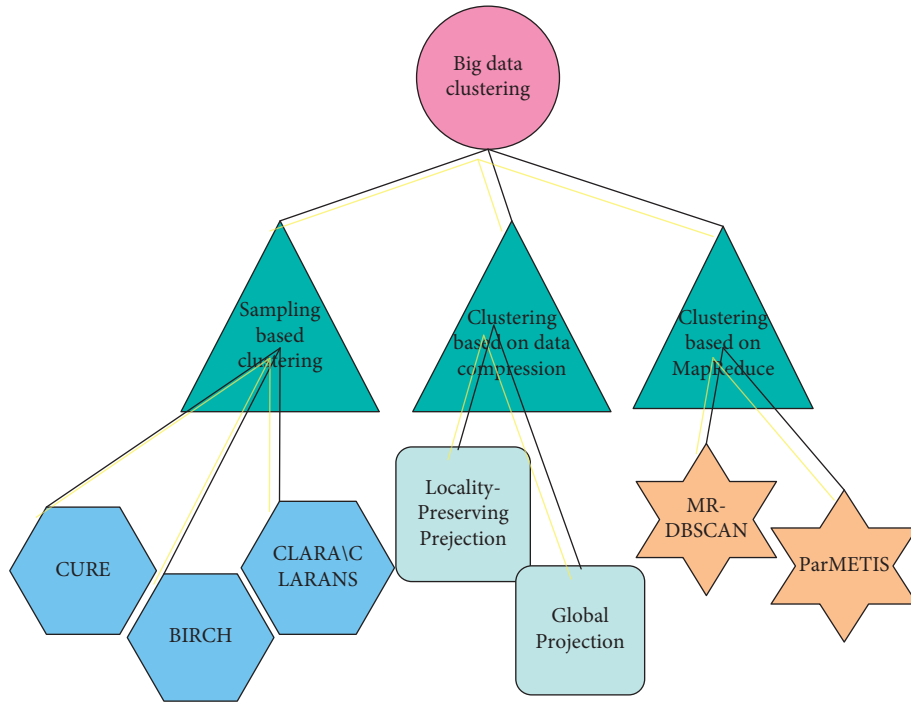 Big data
clustering
Sampling
based
clustering
Clustering
based on data
compression
Clustering
based on
MapReduce
CURE
BIRCH
CLARA\C
LARANS
Locality-
Preserving
Prejection
Global
Projection
MR-
DBSCAN
ParMETIS